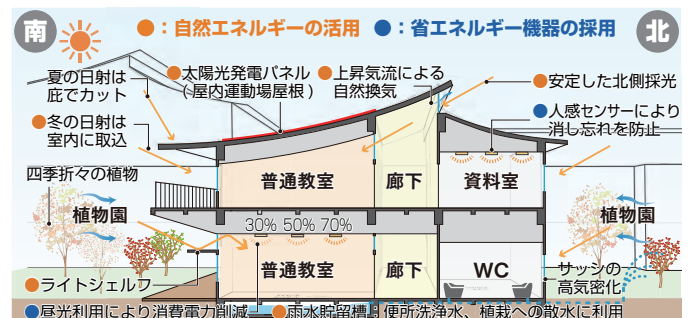 南
●：自然エネルギーの活用 ●：省エネルギー機器の採用
北
夏の日射は
庇でカット
●太陽光発電パネル
(屋内運動場屋根)
●上昇気流による
自然換気
●安定した北側採光
●人感センサーにより
消し忘れを防止
●冬の日射は
室内に取込
四季折々の植物
植物園
普通教室
廊下
資料室
植物園
30% 50% 70%
普通教室
廊下
WC
サッシの
高気密化
●ライトシェルフ
●昼光利用により消費電力削減
●雨水貯留槽：便所洗浄水、植栽への散水に利用